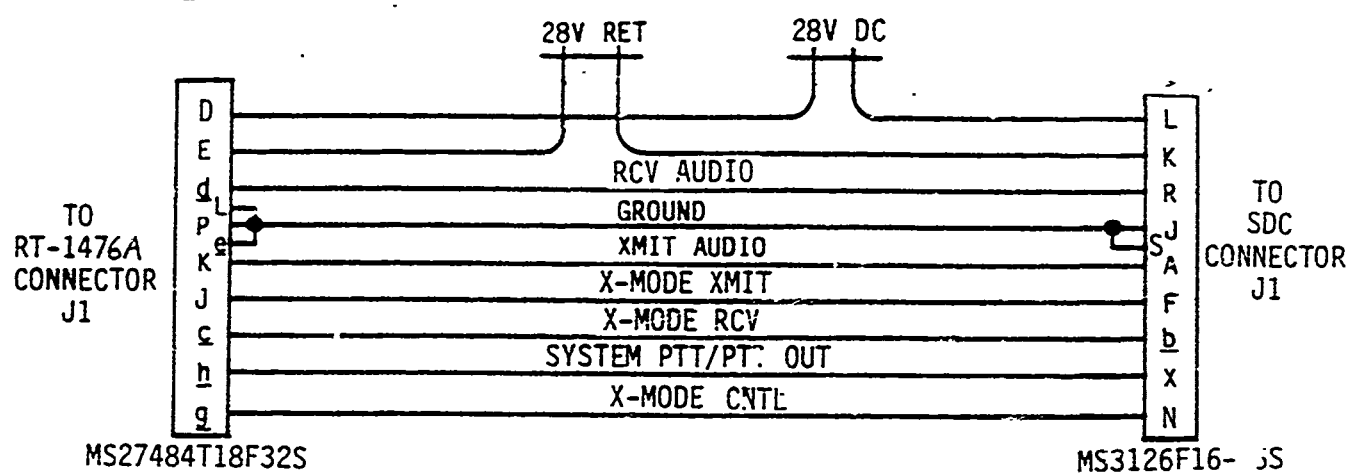 28V RET
28V DC
D
E
d
L
P
e
K
J
c
h
g
TO
RT-1476A
CONNECTOR
J1
MS27484T18F32S
RCV AUDIO
GROUND
XMIT AUDIO
X-MODE XMIT
X-MODE RCV
SYSTEM PTT/PT. OUT
X-MODE CNTL
L
K
R
J
S
A
F
b
X
N
TO
SDC
CONNECTOR
J1
MS3126F16-